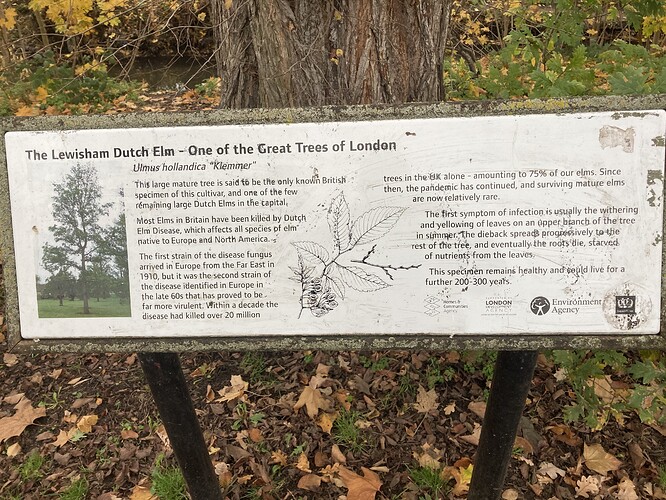 The Lewisham Dutch Elm - One of the Great Trees of London
Ulmus hollandica "Klemmer"
This large mature tree is said to be the only known British
specimen of this cultivar, and one of the few
remaining large Dutch Elms in the capital.
Most Elms in Britain have been killed by Dutch
Elm Disease, which affects all species of elm
native to Europe and North America.
The first strain of the disease fungus
arrived in Europe from the Far East in
1910, but it was the second strain of
the disease identified in Europe in
the late 60s that has proved to be
far more virulent. Within a decade the
disease had killed over 20 million
trees in the UK alone - amounting to 75% of our elms. Since
then, the pandemic has continued, and surviving mature elms
are now relatively rare.
The first symptom of infection is usually the withering
and yellowing of leaves on an upper branch of the tree
in summer. The dieback spreads progressively to the
rest of the tree, and eventually the roots die, starved
of nutrients from the leaves.
This specimen remains healthy and could live for a
further 200-300 years.
Homes &
Communities
Agency
LONDON
AGENCY
Environment
Agency